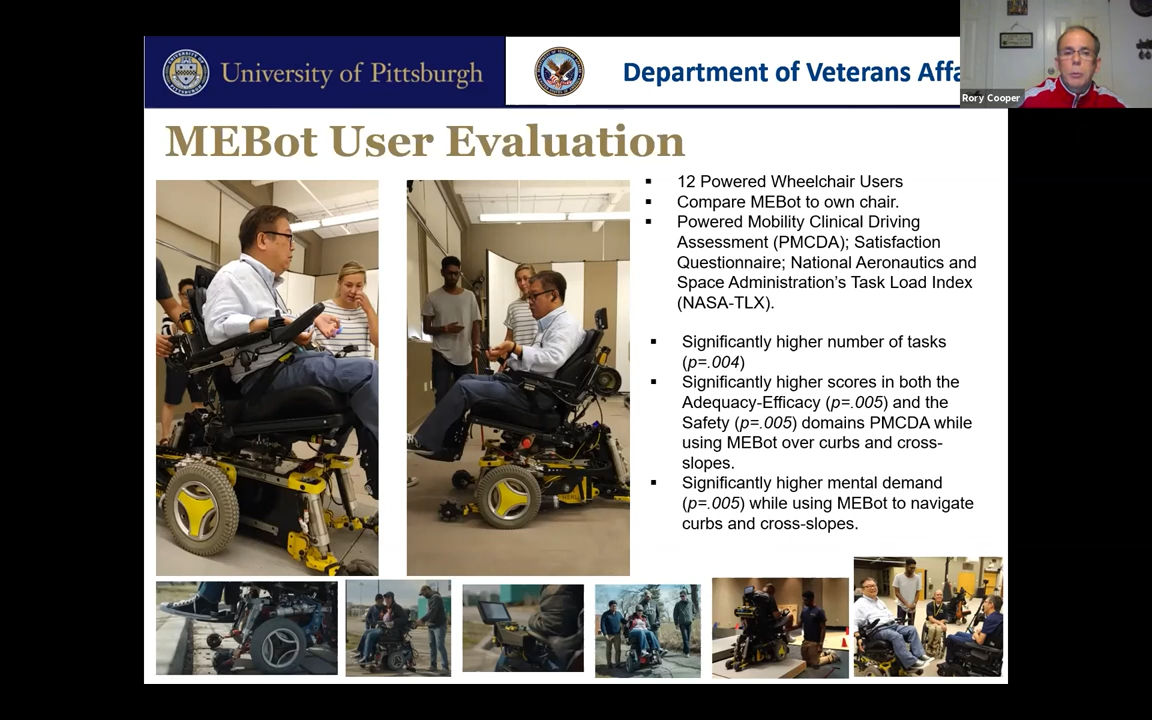 University of Pittsburgh
Department of Veterans Affa
Rory Cooper
MEBot User Evaluation
▪ 12 Powered Wheelchair Users
▪ Compare MEBot to own chair.
▪ Powered Mobility Clinical Driving
Assessment (PMCDA); Satisfaction
Questionnaire; National Aeronautics and
Space Administration's Task Load Index
(NASA-TLX).
▪ Significantly higher number of tasks
(p=.004)
▪ Significantly higher scores in both the
Adequacy-Efficacy (p=.005) and the
Safety (p=.005) domains PMCDA while
using MEBot over curbs and cross-
slopes.
▪ Significantly higher mental demand
(p=.005) while using MEBot to navigate
curbs and cross-slopes.